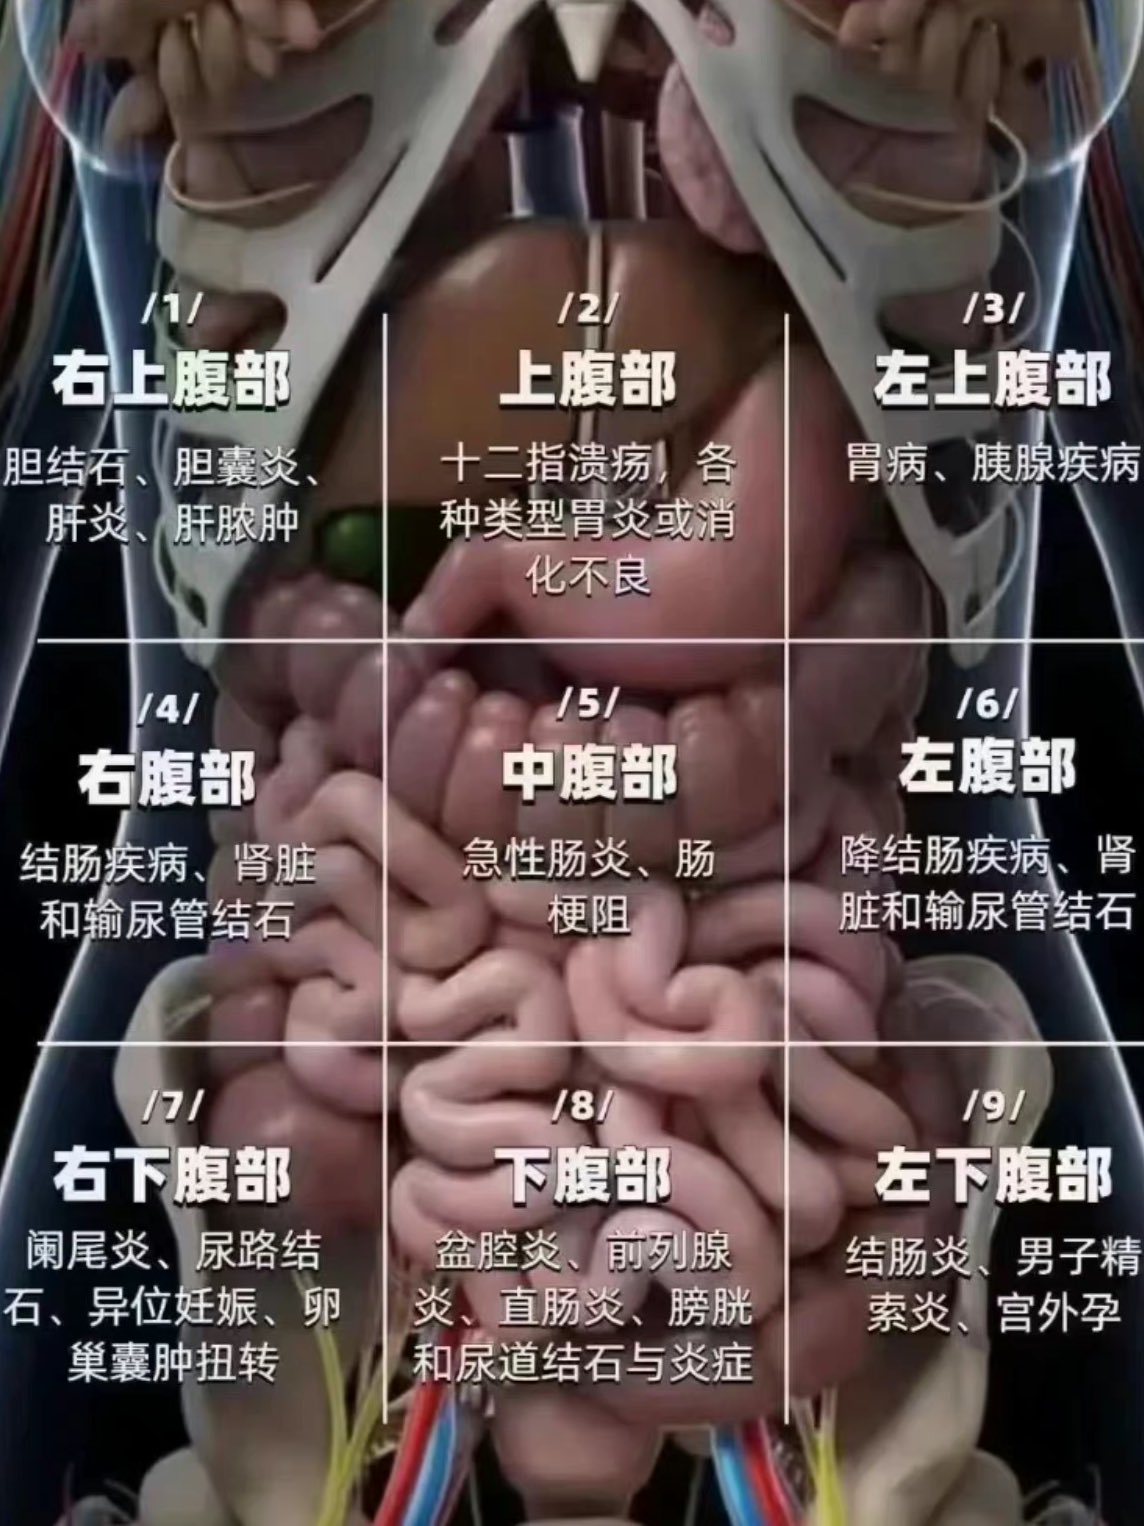 /1/
右上腹部
胆结石、胆囊炎、
肝炎、肝脓肿
/2/
上腹部
十二指溃疡，各
种类型胃炎或消
化不良
/3/
左上腹部
胃病、胰腺疾病
/4/
右腹部
结肠疾病、肾脏
和输尿管结石
/5/
中腹部
急性肠炎、肠
梗阻
/6/
左腹部
降结肠疾病、肾
脏和输尿管结石
/7/
右下腹部
阑尾炎、尿路结
石、异位妊娠、卵
巢囊肿扭转
/8/
下腹部
盆腔炎、前列腺
炎、直肠炎、膀胱
和尿道结石与炎症
/9/
左下腹部
结肠炎、男子精
索炎、宫外孕